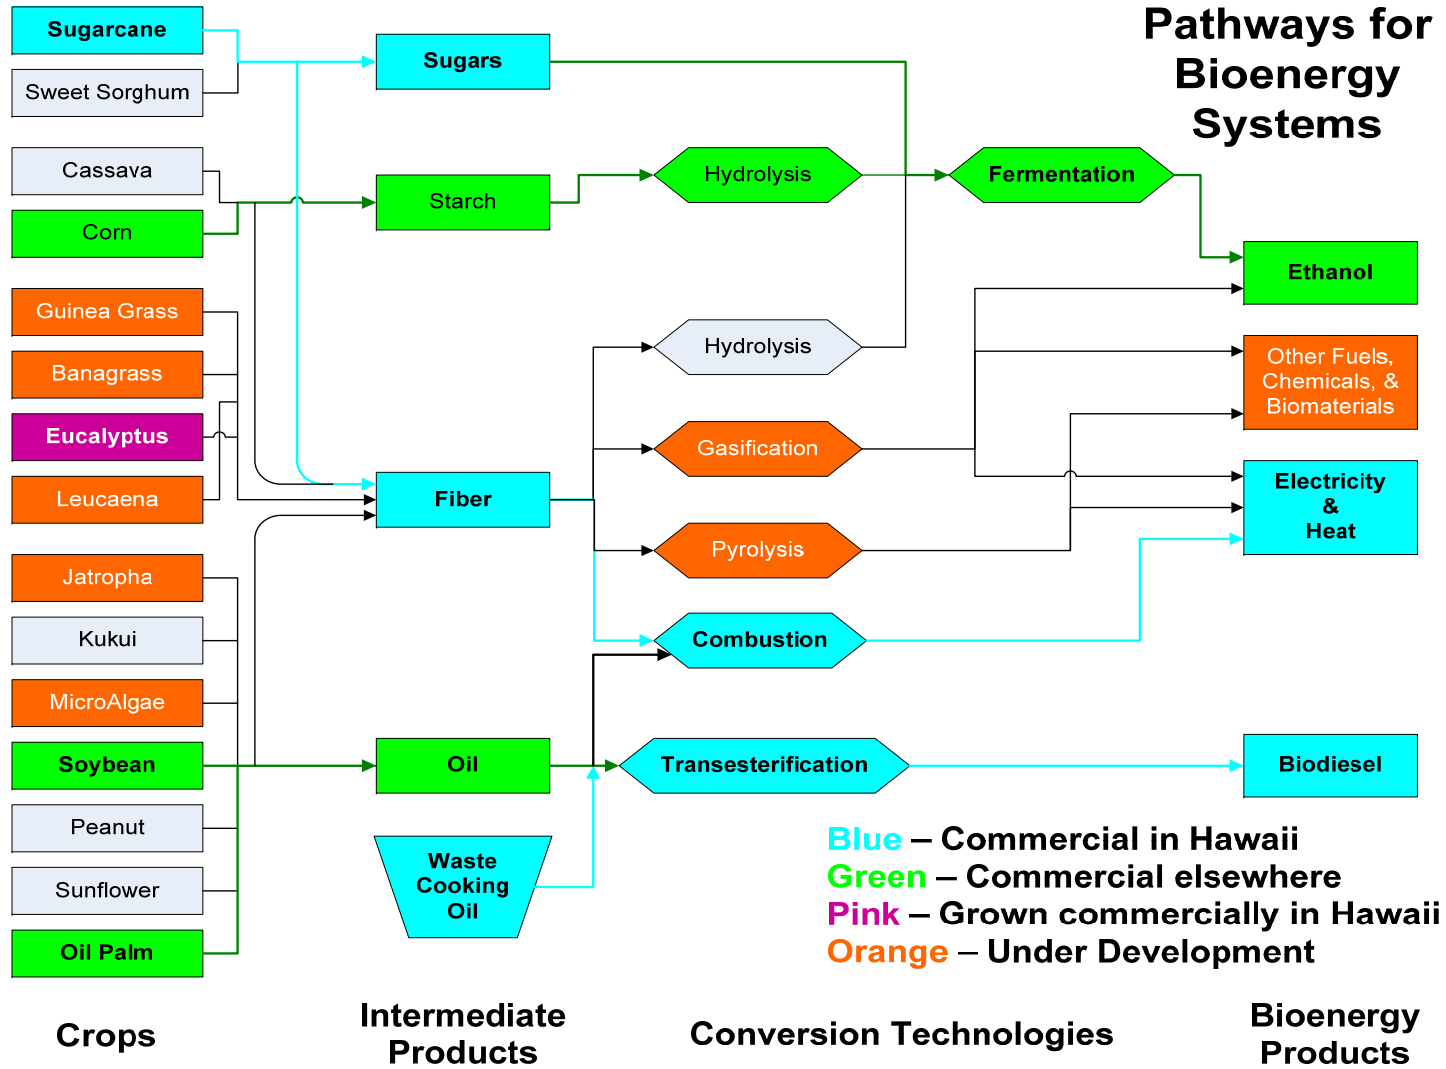 Pathways for
Bioenergy
Systems
Sugarcane
Sweet Sorghum
Cassava
Corn
Guinea Grass
Banagrass
Eucalyptus
Leucaena
Jatropha
Kukui
MicroAlgae
Soybean
Peanut
Sunflower
Oil Palm
Crops
Sugars
Starch
Fiber
Oil
Waste
Cooking
Oil
Intermediate
Products
Hydrolysis
Fermentation
Hydrolysis
Gasification
Pyrolysis
Combustion
Transesterification
Conversion Technologies
Ethanol
Other Fuels,
Chemicals, &
Biomaterials
Electricity
&
Heat
Biodiesel
Bioenergy
Products
Blue – Commercial in Hawaii
Green – Commercial elsewhere
Pink – Grown commercially in Hawaii
Orange – Under Development